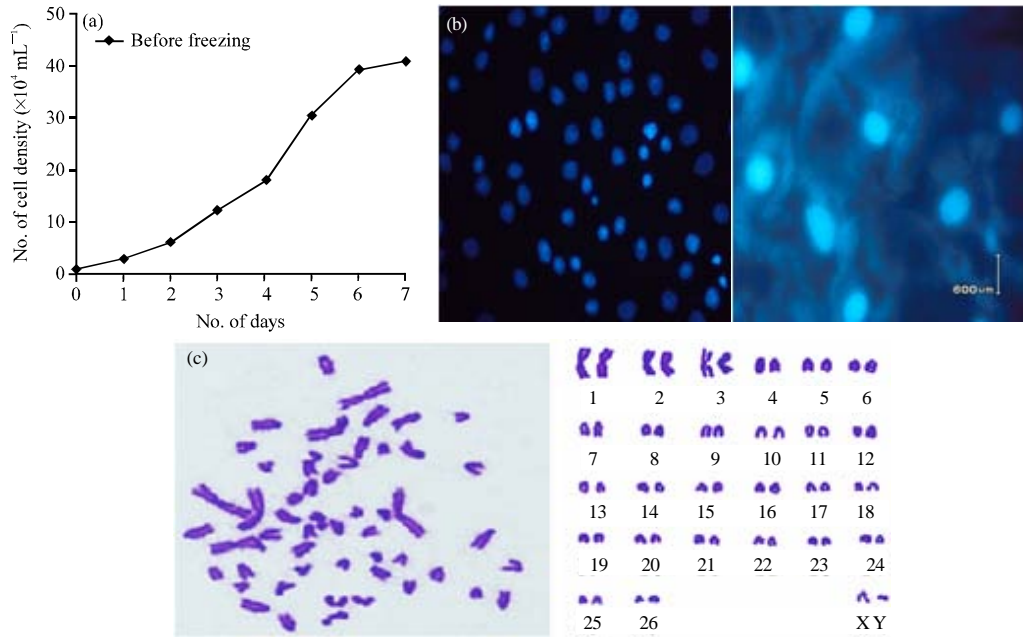 (a)
Before freezing
No. of cell density (×10⁴ mL⁻¹)
50
40
30
20
10
0
0 1 2 3 4 5 6 7
No. of days
(b)
600 um
(c)
1 2 3 4 5 6
7 8 9 10 11 12
13 14 15 16 17 18
19 20 21 22 23 24
25 26 X Y